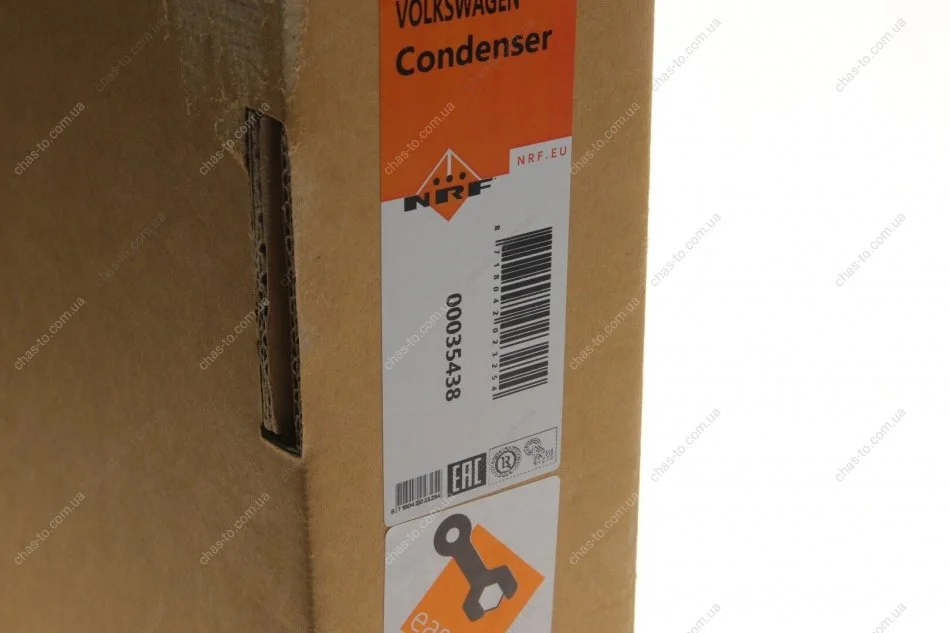 VOLKSWAGEN
Condenser
NRF.EU
NRF
8 718042 023254
00035438
EAC
chas-to.com.ua